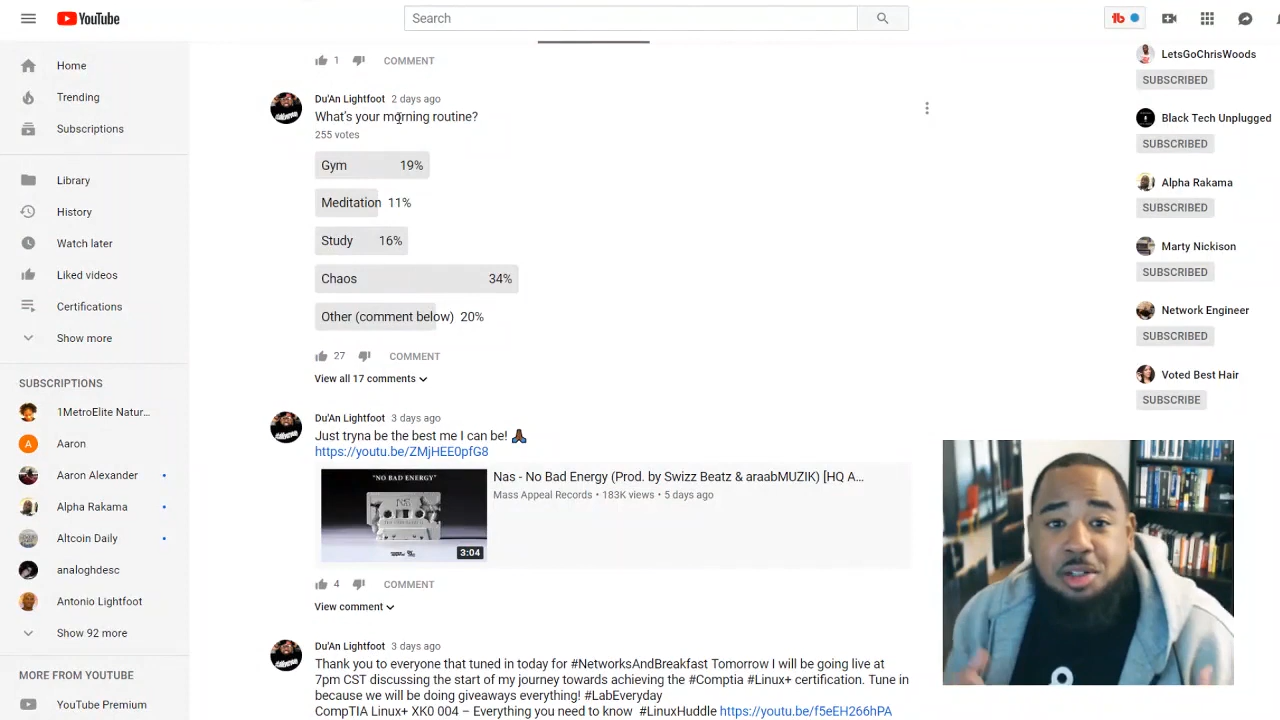 YouTube
Search
Home
Trending
Subscriptions
Library
History
Watch later
Liked videos
Certifications
Show more
SUBSCRIPTIONS
1MetroElite Natur...
A Aaron
Aaron Alexander
Alpha Rakama
Altcoin Daily
analoghdesc
Antonio Lightfoot
Show 92 more
MORE FROM YOUTUBE
YouTube Premium
1 COMMENT
Du'An Lightfoot 2 days ago
What's your morning routine?
255 votes
Gym 19%
Meditation 11%
Study 16%
Chaos 34%
Other (comment below) 20%
27 COMMENT
View all 17 comments
Du'An Lightfoot 3 days ago
Just tryna be the best me I can be! 🙏🏾
https://youtu.be/ZMjHEE0pfG8
"NO BAD ENERGY"
3:04
Nas - No Bad Energy (Prod. by Swizz Beatz & araabMUZIK) [HQ A...
Mass Appeal Records • 183K views • 5 days ago
4 COMMENT
View comment
Du'An Lightfoot 3 days ago
Thank you to everyone that tuned in today for #NetworksAndBreakfast Tomorrow I will be going live at
7pm CST discussing the start of my journey towards achieving the #Comptia #Linux+ certification. Tune in
because we will be doing giveaways everything! #LabEveryday
CompTIA Linux+ XK0 004 – Everything you need to know #LinuxHuddle https://youtu.be/f5eEH266hPA
tb
LetsGoChrisWoods
SUBSCRIBED
Black Tech Unplugged
SUBSCRIBED
Alpha Rakama
SUBSCRIBED
Marty Nickison
SUBSCRIBED
Network Engineer
SUBSCRIBED
Voted Best Hair
SUBSCRIBE